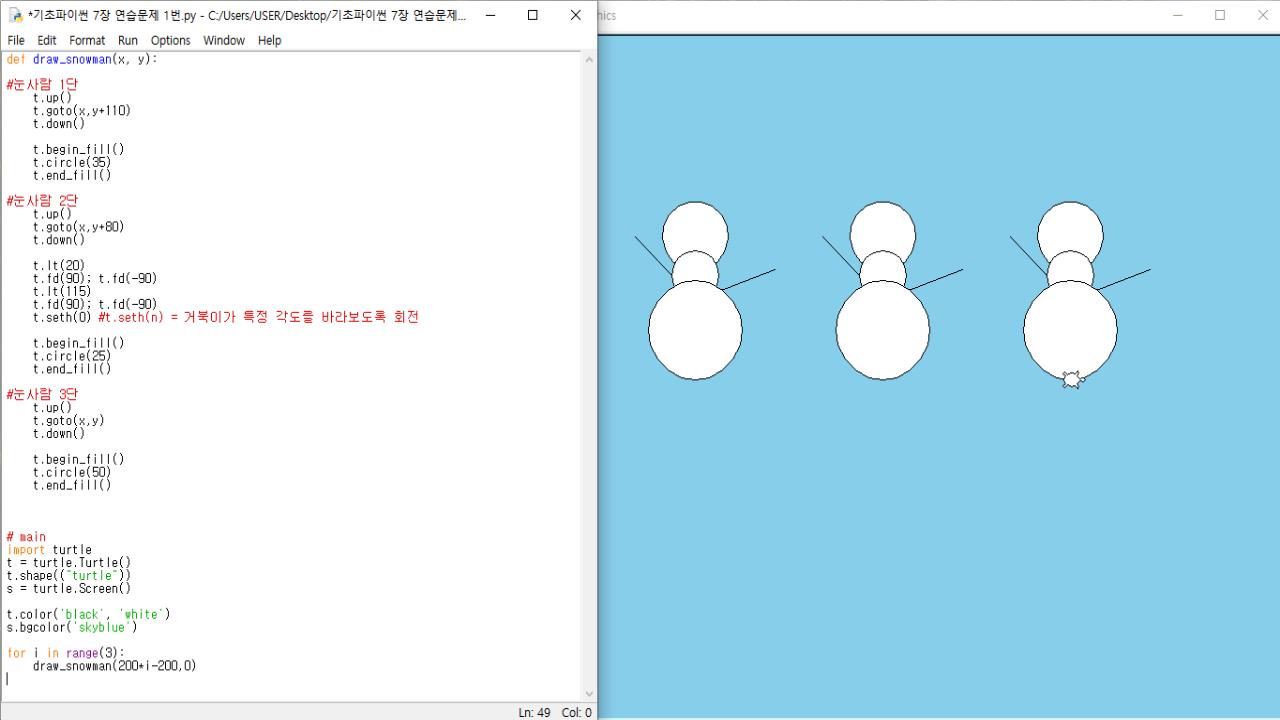 *기초파이썬 7장 연습문제 1번.py - C:/Users/USER/Desktop/기초파이썬 7장 연습문제...
hics
File Edit Format Run Options Window Help
def draw_snowman(x, y):
#눈사람 1단
t.up()
t.goto(x,y+110)
t.down()
t.begin_fill()
t.circle(35)
t.end_fill()
#눈사람 2단
t.up()
t.goto(x,y+80)
t.down()
t.lt(20)
t.fd(90); t.fd(-90)
t.lt(115)
t.fd(90); t.fd(-90)
t.seth(0) #t.seth(n) = 거북이가 특정 각도를 바라보도록 회전
t.begin_fill()
t.circle(25)
t.end_fill()
#눈사람 3단
t.up()
t.goto(x,y)
t.down()
t.begin_fill()
t.circle(50)
t.end_fill()
# main
import turtle
t = turtle.Turtle()
t.shape(("turtle"))
s = turtle.Screen()
t.color('black', 'white')
s.bgcolor('skyblue')
for i in range(3):
draw_snowman(200*i-200,0)
Ln: 49 Col: 0